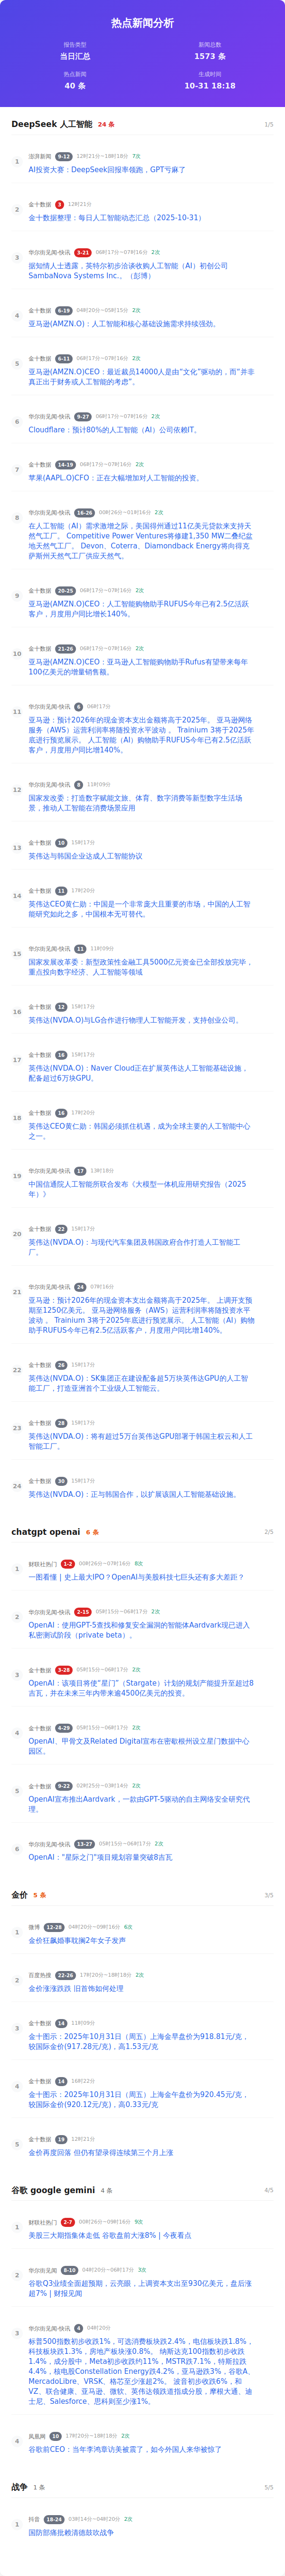 热点新闻分析
报告类型
当日汇总
新闻总数
1573 条
热点新闻
40 条
生成时间
10-31 18:18
DeepSeek 人工智能 24 条 1/5
1
澎湃新闻 9-12 12时21分~18时18分 7次
AI投资大赛：DeepSeek回报率领跑，GPT亏麻了
2
金十数据 3 12时21分
金十数据整理：每日人工智能动态汇总（2025-10-31）
3
华尔街见闻-快讯 3-21 06时17分~07时16分 2次
据知情人士透露，英特尔初步洽谈收购人工智能（AI）初创公司
SambaNova Systems Inc.。（彭博）
4
金十数据 6-19 04时20分~05时15分 2次
亚马逊(AMZN.O)：人工智能和核心基础设施需求持续强劲。
5
金十数据 6-11 06时17分~07时16分 2次
亚马逊(AMZN.O)CEO：最近裁员14000人是由“文化”驱动的，而“并非
真正出于财务或人工智能的考虑”。
6
华尔街见闻-快讯 9-27 06时17分~07时16分 2次
Cloudflare：预计80%的人工智能（AI）公司依赖IT。
7
金十数据 14-19 06时17分~07时16分 2次
苹果(AAPL.O)CFO：正在大幅增加对人工智能的投资。
8
华尔街见闻-快讯 16-26 00时26分~01时16分 2次
在人工智能（AI）需求激增之际，美国得州通过11亿美元贷款来支持天
然气工厂。 Competitive Power Ventures将修建1,350 MW二叠纪盆
地天然气工厂。 Devon、Coterra、Diamondback Energy将向得克
萨斯州天然气工厂供应天然气。
9
金十数据 20-25 06时17分~07时16分 2次
亚马逊(AMZN.O)CEO：人工智能购物助手RUFUS今年已有2.5亿活跃
客户，月度用户同比增长140%。
10
金十数据 21-26 06时17分~07时16分 2次
亚马逊(AMZN.O)CEO：亚马逊人工智能购物助手Rufus有望带来每年
100亿美元的增量销售额。
11
华尔街见闻-快讯 6 06时17分
亚马逊：预计2026年的现金资本支出金额将高于2025年。 亚马逊网络
服务（AWS）运营利润率将随投资水平波动 。 Trainium 3将于2025年
底进行预览展示。 人工智能（AI）购物助手RUFUS今年已有2.5亿活跃
客户，月度用户同比增140%。
12
华尔街见闻-快讯 8 11时09分
国家发改委：打造数字赋能文旅、体育、数字消费等新型数字生活场
景，推动人工智能在消费场景应用
13
金十数据 10 15时17分
英伟达与韩国企业达成人工智能协议
14
金十数据 11 17时20分
英伟达CEO黄仁勋：中国是一个非常庞大且重要的市场，中国的人工智
能研究如此之多，中国根本无可替代。
15
华尔街见闻-快讯 11 11时09分
国家发展改革委：新型政策性金融工具5000亿元资金已全部投放完毕，
重点投向数字经济、人工智能等领域
16
金十数据 12 15时17分
英伟达(NVDA.O)与LG合作进行物理人工智能开发，支持创业公司。
17
金十数据 16 15时17分
英伟达(NVDA.O)：Naver Cloud正在扩展英伟达人工智能基础设施，
配备超过6万块GPU。
18
金十数据 16 17时20分
英伟达CEO黄仁勋：韩国必须抓住机遇，成为全球主要的人工智能中心
之一。
19
华尔街见闻-快讯 17 13时18分
中国信通院人工智能所联合发布《大模型一体机应用研究报告（2025
年）》
20
金十数据 22 15时17分
英伟达(NVDA.O)：与现代汽车集团及韩国政府合作打造人工智能工
厂。
21
华尔街见闻-快讯 24 07时16分
亚马逊：预计2026年的现金资本支出金额将高于2025年。 上调开支预
期至1250亿美元。 亚马逊网络服务（AWS）运营利润率将随投资水平
波动 。 Trainium 3将于2025年底进行预览展示。 人工智能（AI）购物
助手RUFUS今年已有2.5亿活跃客户，月度用户同比增140%。
22
金十数据 26 15时17分
英伟达(NVDA.O)：SK集团正在建设配备超5万块英伟达GPU的人工智
能工厂，打造亚洲首个工业级人工智能云。
23
金十数据 28 15时17分
英伟达(NVDA.O)：将有超过5万台英伟达GPU部署于韩国主权云和人工
智能工厂。
24
金十数据 30 15时17分
英伟达(NVDA.O)：正与韩国合作，以扩展该国人工智能基础设施。
chatgpt openai 6 条 2/5
1
财联社热门 1-2 00时26分~07时16分 8次
一图看懂 | 史上最大IPO？OpenAI与美股科技七巨头还有多大差距？
2
华尔街见闻-快讯 2-15 05时15分~06时17分 2次
OpenAI：使用GPT-5查找和修复安全漏洞的智能体Aardvark现已进入
私密测试阶段（private beta）。
3
金十数据 3-28 05时15分~06时17分 2次
OpenAI：该项目将使“星门”（Stargate）计划的规划产能提升至超过8
吉瓦，并在未来三年内带来逾4500亿美元的投资。
4
金十数据 4-29 05时15分~06时17分 2次
OpenAI、甲骨文及Related Digital宣布在密歇根州设立星门数据中心
园区。
5
金十数据 9-22 02时25分~03时14分 2次
OpenAI宣布推出Aardvark，一款由GPT-5驱动的自主网络安全研究代
理。
6
华尔街见闻-快讯 13-27 05时15分~06时17分 2次
OpenAI：“星际之门”项目规划容量突破8吉瓦
金价 5 条 3/5
1
微博 12-28 04时20分~09时16分 6次
金价狂飙婚事耽搁2年女子发声
2
百度热搜 22-26 17时20分~18时18分 2次
金价涨涨跌跌 旧首饰如何处理
3
金十数据 14 11时09分
金十图示：2025年10月31日（周五）上海金早盘价为918.81元/克，
较国际金价(917.28元/克)，高1.53元/克
4
金十数据 14 16时22分
金十图示：2025年10月31日（周五）上海金午盘价为920.45元/克，
较国际金价(920.12元/克)，高0.33元/克
5
金十数据 19 12时21分
金价再度回落 但仍有望录得连续第三个月上涨
谷歌 google gemini 4 条 4/5
1
财联社热门 2-7 00时26分~09时16分 9次
美股三大期指集体走低 谷歌盘前大涨8% | 今夜看点
2
华尔街见闻 8-10 04时20分~06时17分 3次
谷歌Q3业绩全面超预期，云亮眼，上调资本支出至930亿美元，盘后涨
超7% | 财报见闻
3
华尔街见闻-快讯 4 04时20分
标普500指数初步收跌1%，可选消费板块跌2.4%，电信板块跌1.8%，
科技板块跌1.3%，房地产板块涨0.8%。 纳斯达克100指数初步收跌
1.4%，成分股中，Meta初步收跌约11%，MSTR跌7.1%，特斯拉跌
4.4%，核电股Constellation Energy跌4.2%，亚马逊跌3%，谷歌A、
MercadoLibre、VRSK、格芯至少涨超2%。 波音初步收跌6%，和
VZ、联合健康、亚马逊、微软、英伟达领跌道指成分股，摩根大通、迪
士尼、Salesforce、思科则至少涨1%。
4
凤凰网 10 17时20分~18时18分 2次
谷歌前CEO：当年李鸿章访美被震了，如今外国人来华被惊了
战争 1 条 5/5
1
抖音 18-24 03时14分~04时20分 2次
国防部痛批赖清德鼓吹战争